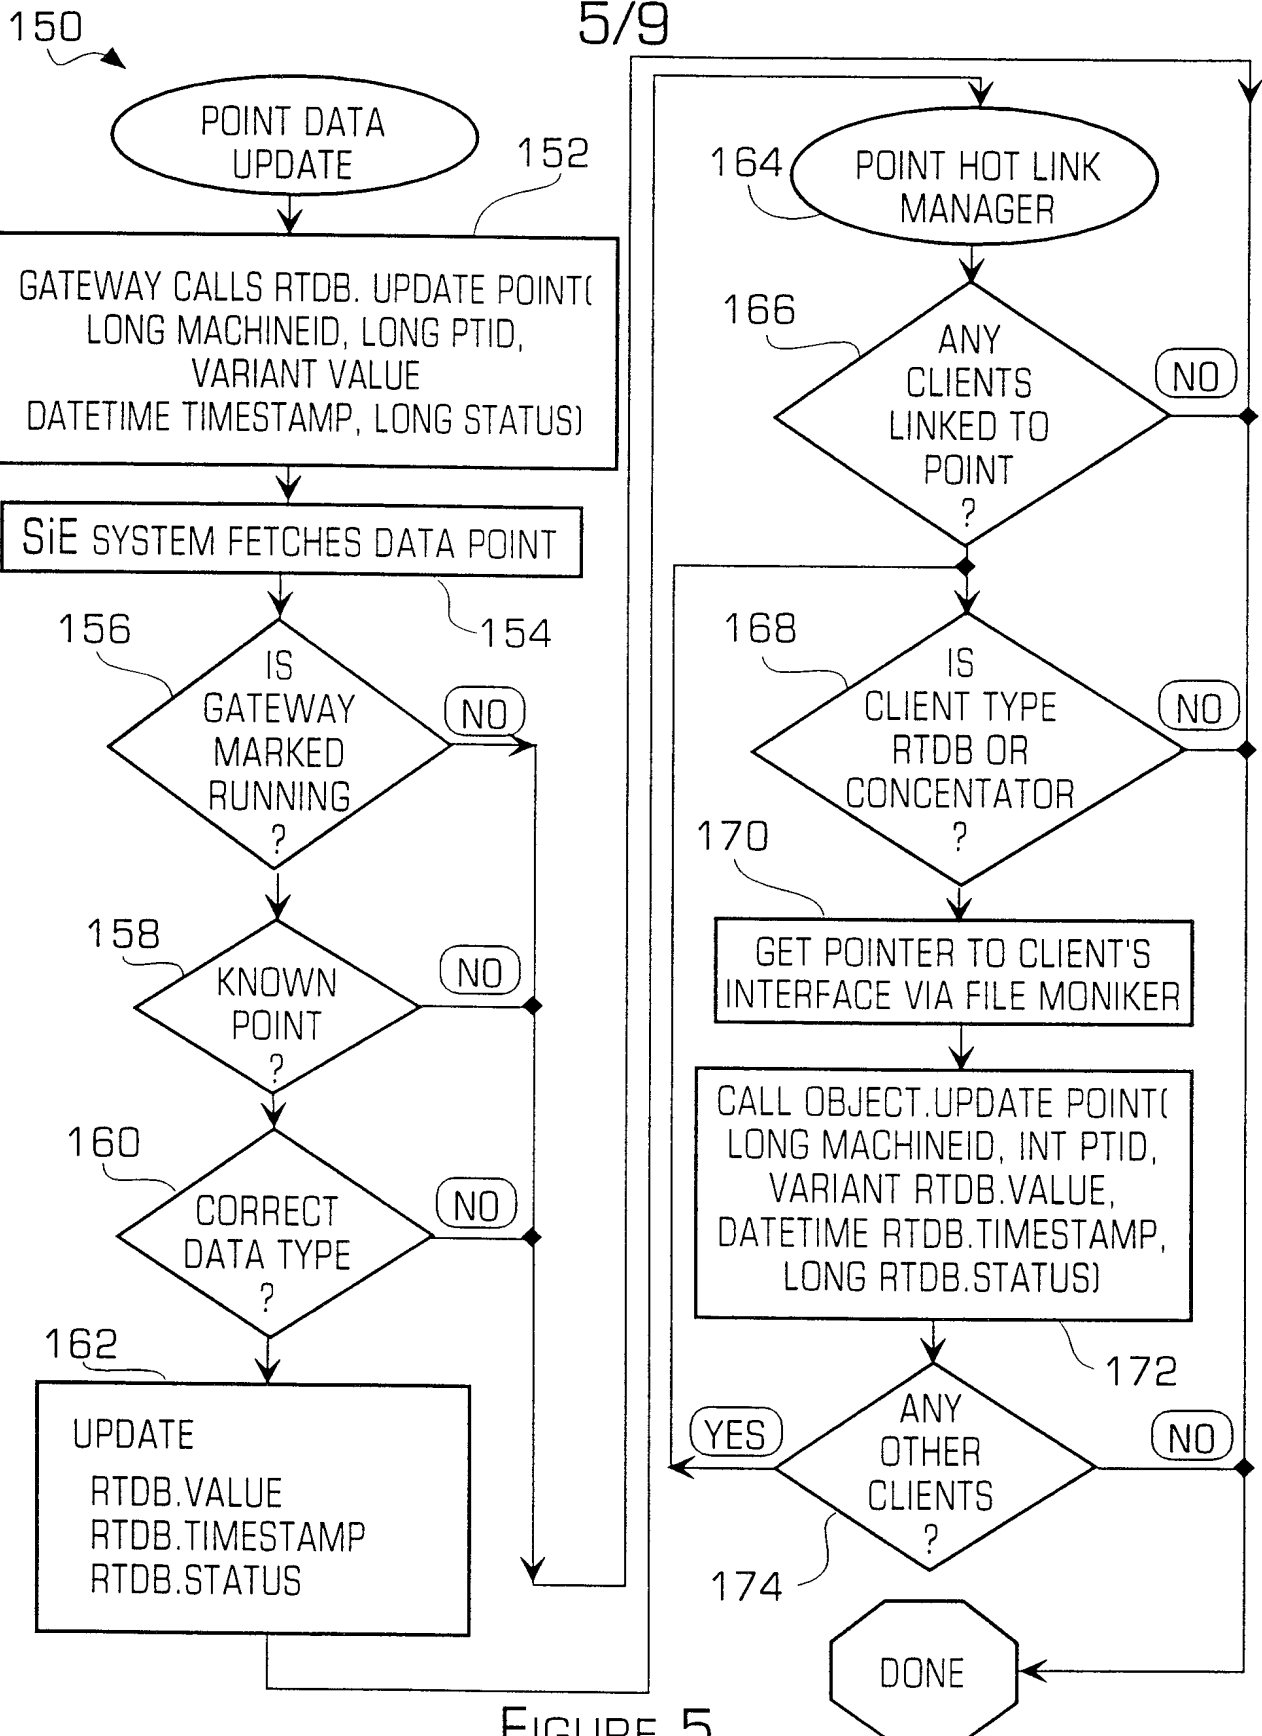 5/9
150
POINT DATA
UPDATE
152
GATEWAY CALLS RTDB. UPDATE POINT(
LONG MACHINEID, LONG PTID,
VARIANT VALUE
DATETIME TIMESTAMP, LONG STATUS)
SiE SYSTEM FETCHES DATA POINT
154
156
IS
GATEWAY
MARKED
RUNNING
?
NO
158
KNOWN
POINT
?
NO
160
CORRECT
DATA TYPE
?
NO
162
UPDATE
RTDB.VALUE
RTDB.TIMESTAMP
RTDB.STATUS
164
POINT HOT LINK
MANAGER
166
ANY
CLIENTS
LINKED TO
POINT
?
NO
168
IS
CLIENT TYPE
RTDB OR
CONCENTATOR
?
NO
170
GET POINTER TO CLIENT'S
INTERFACE VIA FILE MONIKER
CALL OBJECT.UPDATE POINT(
LONG MACHINEID, INT PTID,
VARIANT RTDB.VALUE,
DATETIME RTDB.TIMESTAMP,
LONG RTDB.STATUS)
172
ANY
OTHER
CLIENTS
?
YES
NO
174
DONE
FIGURE 5